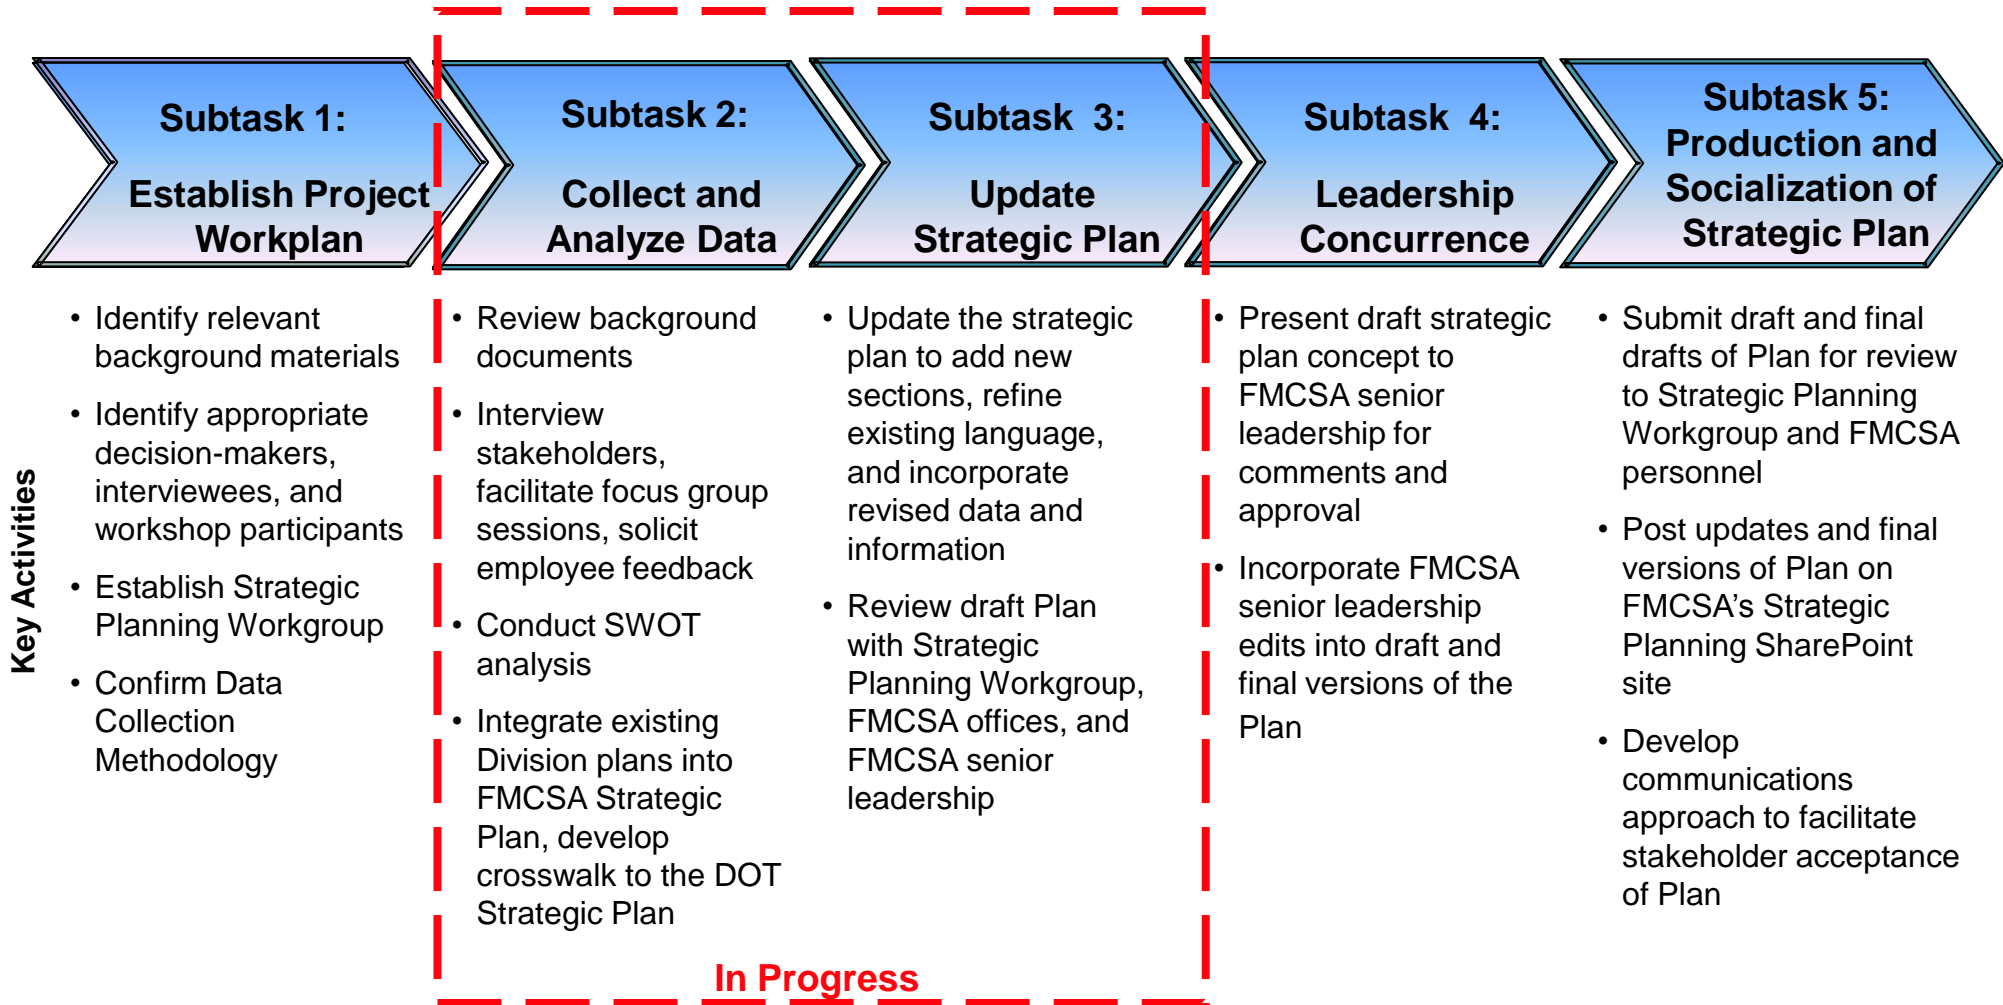 Subtask 1:
Establish Project
Workplan
Subtask 2:
Collect and
Analyze Data
Subtask 3:
Update
Strategic Plan
Subtask 4:
Leadership
Concurrence
Subtask 5:
Production and
Socialization of
Strategic Plan
Key Activities
• Identify relevant
background materials
• Identify appropriate
decision-makers,
interviewees, and
workshop participants
• Establish Strategic
Planning Workgroup
• Confirm Data
Collection
Methodology
• Review background
documents
• Interview
stakeholders,
facilitate focus group
sessions, solicit
employee feedback
• Conduct SWOT
analysis
• Integrate existing
Division plans into
FMCSA Strategic
Plan, develop
crosswalk to the DOT
Strategic Plan
• Update the strategic
plan to add new
sections, refine
existing language,
and incorporate
revised data and
information
• Review draft Plan
with Strategic
Planning Workgroup,
FMCSA offices, and
FMCSA senior
leadership
• Present draft strategic
plan concept to
FMCSA senior
leadership for
comments and
approval
• Incorporate FMCSA
senior leadership
edits into draft and
final versions of the
Plan
• Submit draft and final
drafts of Plan for review
to Strategic Planning
Workgroup and FMCSA
personnel
• Post updates and final
versions of Plan on
FMCSA’s Strategic
Planning SharePoint
site
• Develop
communications
approach to facilitate
stakeholder acceptance
of Plan
In Progress